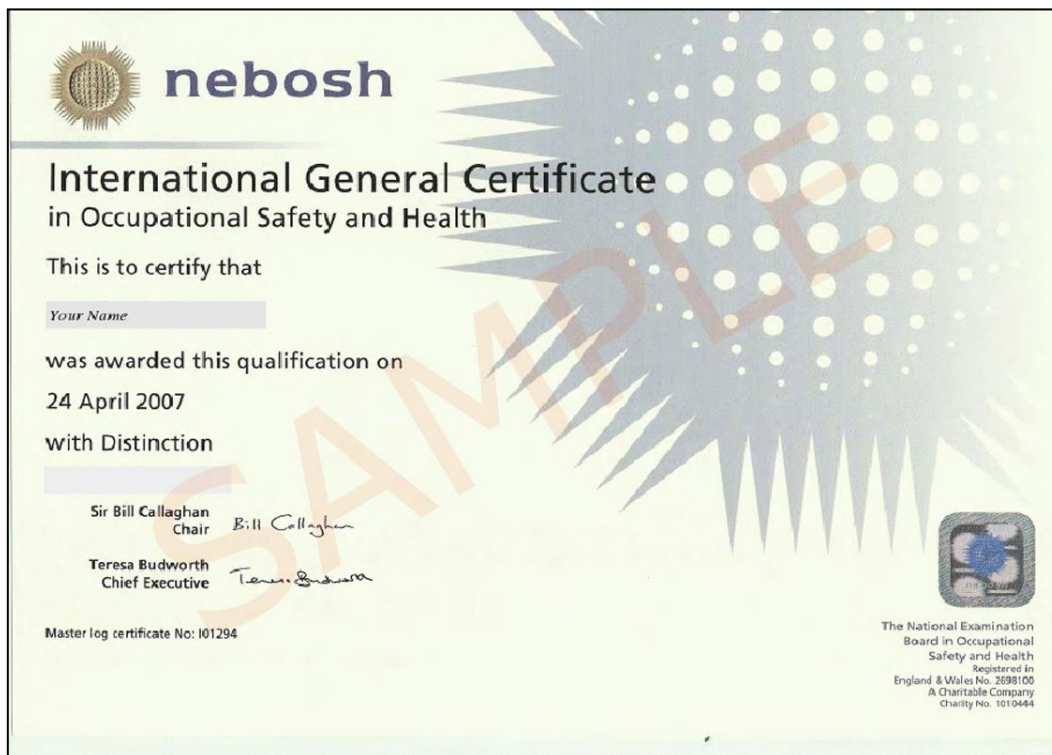 nebosh
International General Certificate
in Occupational Safety and Health
This is to certify that
Your Name
was awarded this qualification on
24 April 2007
with Distinction
Sir Bill Callaghan
Chair
Bill Callaghan
Teresa Budworth
Chief Executive
Teresa Budworth
Master log certificate No: I01294
SAMPLE
The National Examination
Board in Occupational
Safety and Health
Registered in
England & Wales No. 2698100
A Charitable Company
Charity No. 1010444